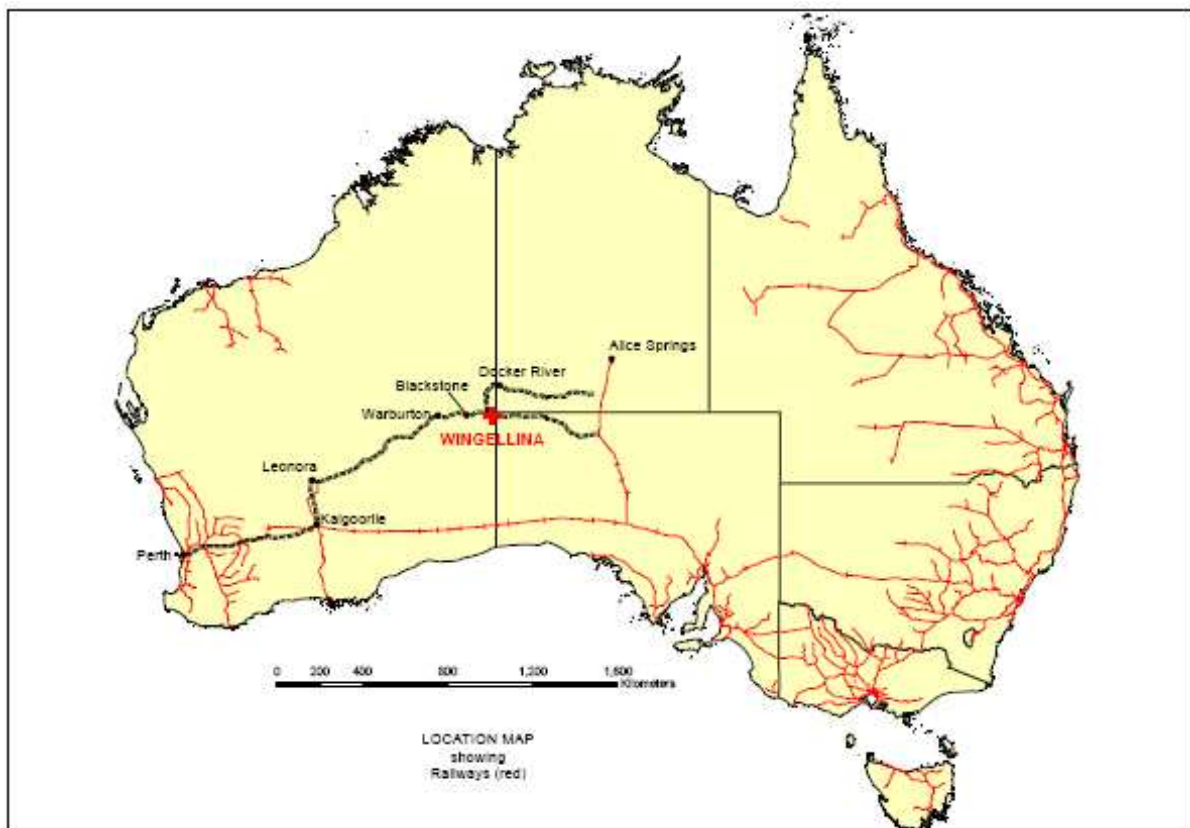 Alice Springs
Docker River
Blackstone
Warburton
WINGELLINA
Leonora
Kalgoorlie
Perth
0 200 400 800 1,200 1,600
Kilometers
LOCATION MAP
showing
Railways (red)